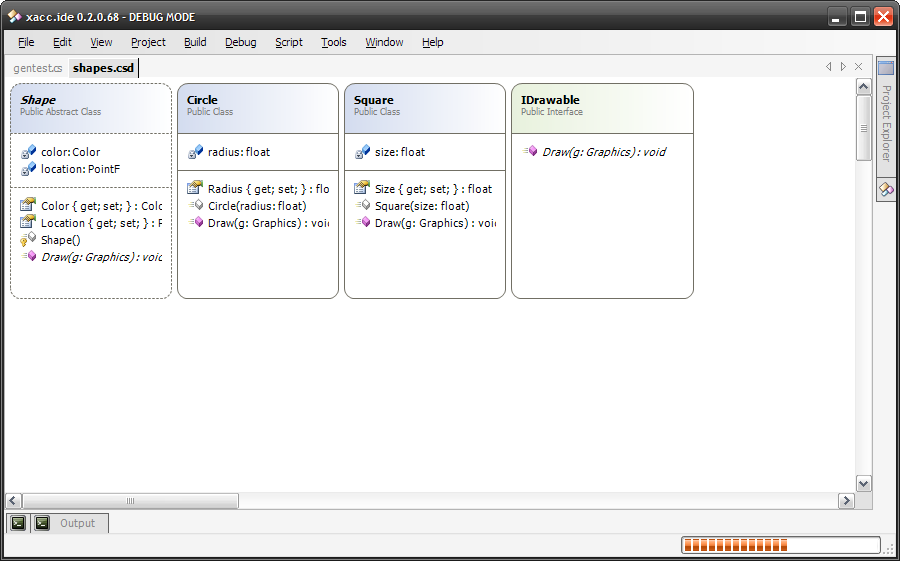 xacc.ide 0.2.0.68 - DEBUG MODE
File Edit View Project Build Debug Script Tools Window Help
gentest.cs shapes.csd
Shape
Public Abstract Class
color: Color
location: PointF
Color { get; set; } : Colo
Location { get; set; } : P
Shape()
Draw(g: Graphics) : void
Circle
Public Class
radius: float
Radius { get; set; } : flo
Circle(radius: float)
Draw(g: Graphics) : void
Square
Public Class
size: float
Size { get; set; } : float
Square(size: float)
Draw(g: Graphics) : void
IDrawable
Public Interface
Draw(g: Graphics) : void
Project Explorer
Output